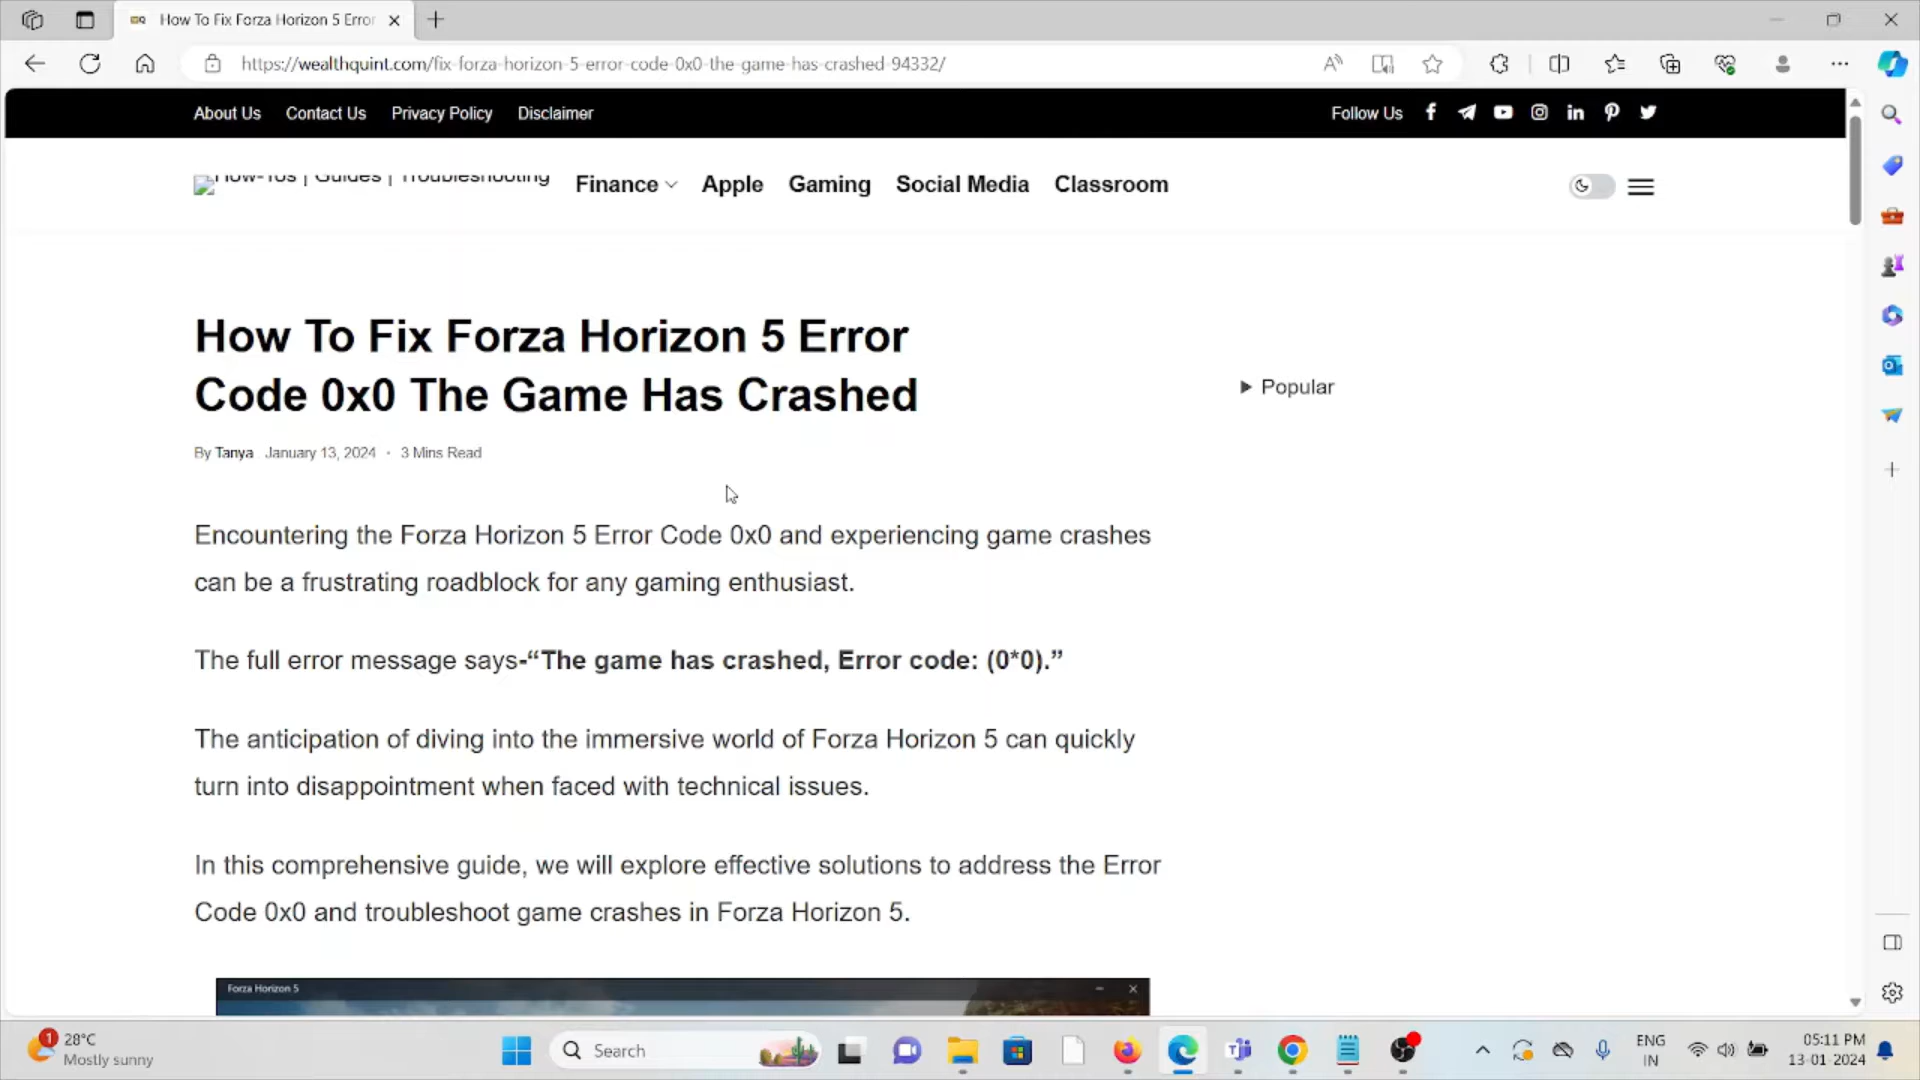 How To Fix Forza Horizon 5 Error
https://wealthquint.com/fix-forza-horizon-5-error-code-0x0-the-game-has-crashed-94332/
About Us Contact Us Privacy Policy Disclaimer Follow Us
How-Tos | Guides | Troubleshooting Finance Apple Gaming Social Media Classroom
How To Fix Forza Horizon 5 Error
Code 0x0 The Game Has Crashed
Popular
By Tanya January 13, 2024 • 3 Mins Read
Encountering the Forza Horizon 5 Error Code 0x0 and experiencing game crashes
can be a frustrating roadblock for any gaming enthusiast.
The full error message says-“The game has crashed, Error code: (0*0).”
The anticipation of diving into the immersive world of Forza Horizon 5 can quickly
turn into disappointment when faced with technical issues.
In this comprehensive guide, we will explore effective solutions to address the Error
Code 0x0 and troubleshoot game crashes in Forza Horizon 5.
Forza Horizon 5
1 28°C
Mostly sunny
Search
ENG
IN
05:11 PM
13-01-2024